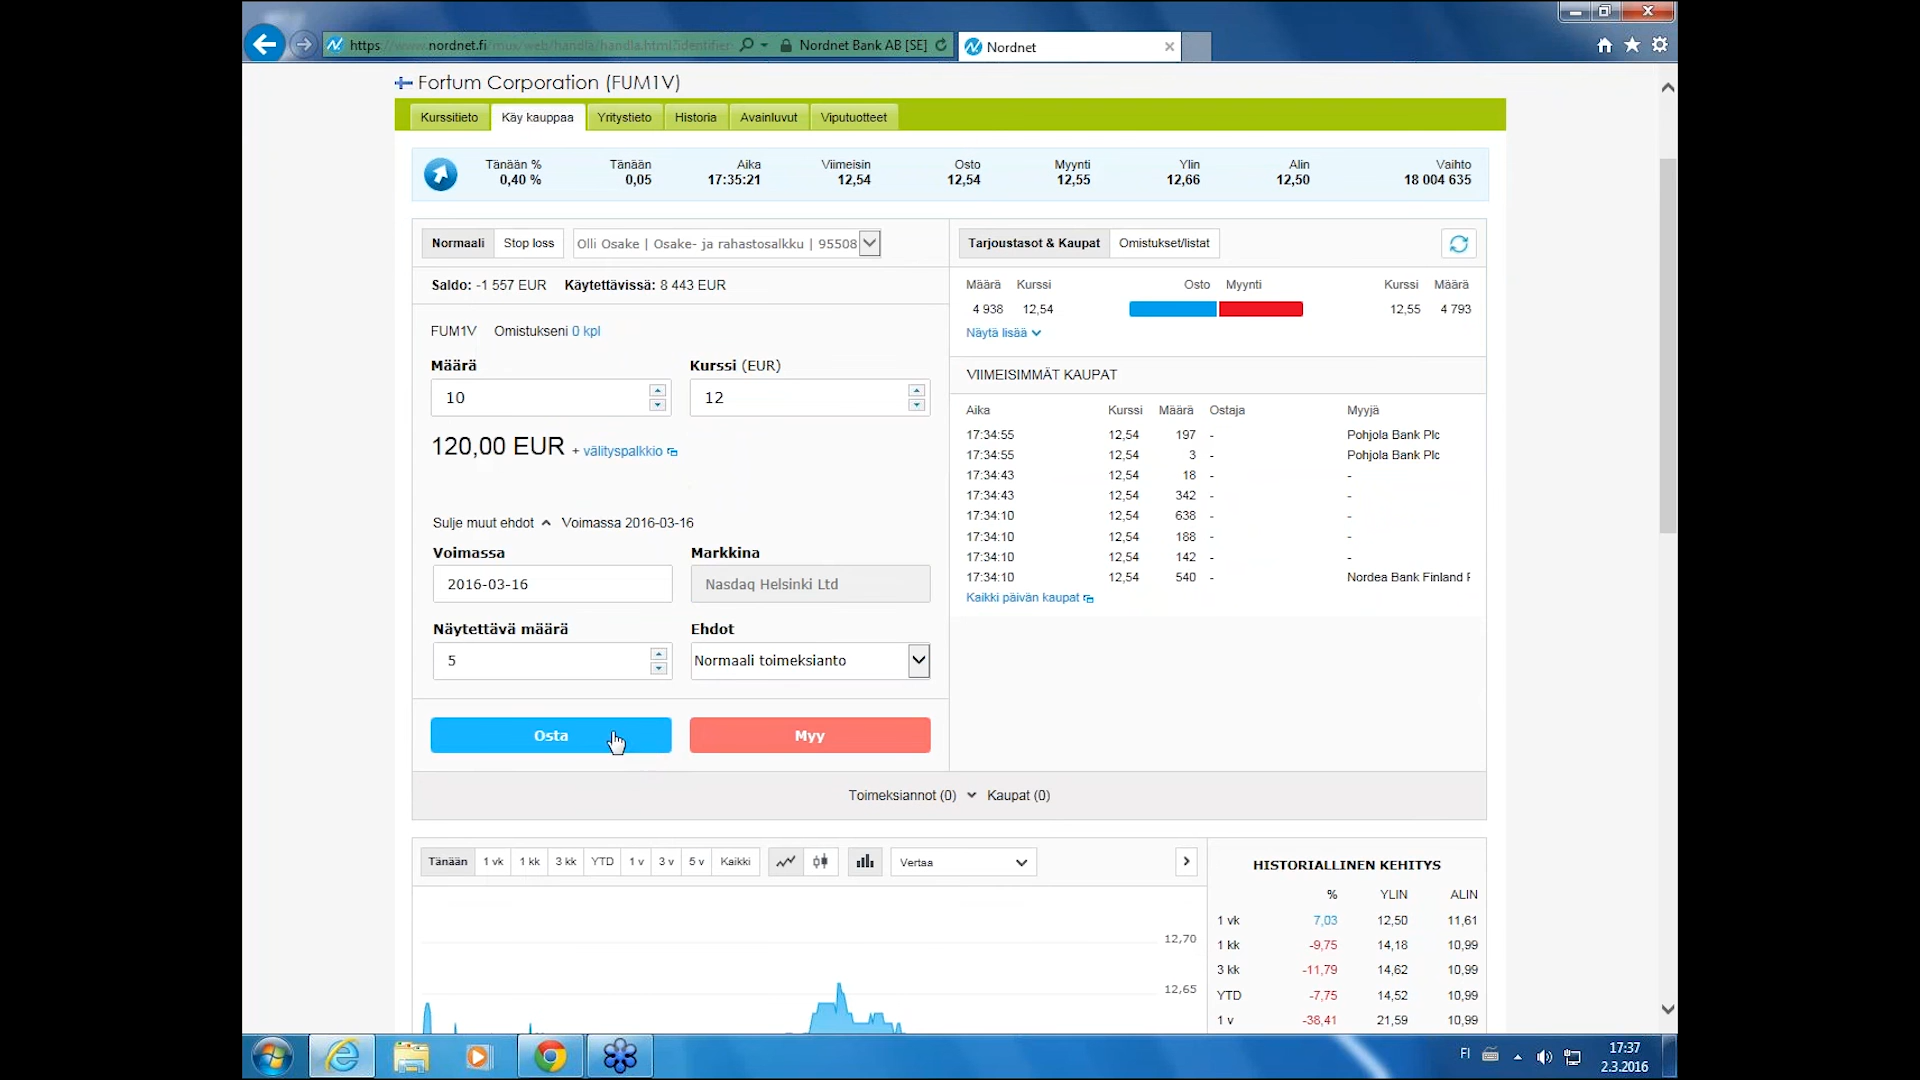 https://www.nordnet.fi/mux/web/handla/handla.html?identifier
Nordnet Bank AB [SE]
Nordnet
Fortum Corporation (FUM1V)
Kurssitieto Käy kauppaa Yritystieto Historia Avainluvut Viputuotteet
Tänään % Tänään Aika Viimeisin Osto Myynti Ylin Alin Vaihto
0,40 % 0,05 17:35:21 12,54 12,54 12,55 12,66 12,50 18 004 635
Normaali Stop loss Olli Osake | Osake- ja rahastosalkku | 95508
Saldo: -1 557 EUR Käytettävissä: 8 443 EUR
FUM1V Omistukseni 0 kpl
Määrä Kurssi (EUR)
10 12
120,00 EUR + välityspalkkio
Sulje muut ehdot Voimassa 2016-03-16
Voimassa Markkina
2016-03-16 Nasdaq Helsinki Ltd
Näytettävä määrä Ehdot
5 Normaali toimeksianto
Osta Myy
Tarjoustasot & Kaupat Omistukset/listat
Määrä Kurssi Osto Myynti Kurssi Määrä
4 938 12,54 12,55 4 793
Näytä lisää
VIIMEISIMMÄT KAUPAT
Aika Kurssi Määrä Ostaja Myyjä
17:34:55 12,54 197 - Pohjola Bank Plc
17:34:55 12,54 3 - Pohjola Bank Plc
17:34:43 12,54 18 - -
17:34:43 12,54 342 - -
17:34:10 12,54 638 - -
17:34:10 12,54 188 - -
17:34:10 12,54 142 - -
17:34:10 12,54 540 - Nordea Bank Finland
Kaikki päivän kaupat
Toimeksiannot (0) Kaupat (0)
Tänään 1 vk 1 kk 3 kk YTD 1 v 3 v 5 v Kaikki Vertaa
12,70
12,65
HISTORIALLINEN KEHITYS
% YLIN ALIN
1 vk 7,03 12,50 11,61
1 kk -9,75 14,18 10,99
3 kk -11,79 14,62 10,99
YTD -7,75 14,52 10,99
1 v -38,41 21,59 10,99
FI
17:37
2.3.2016